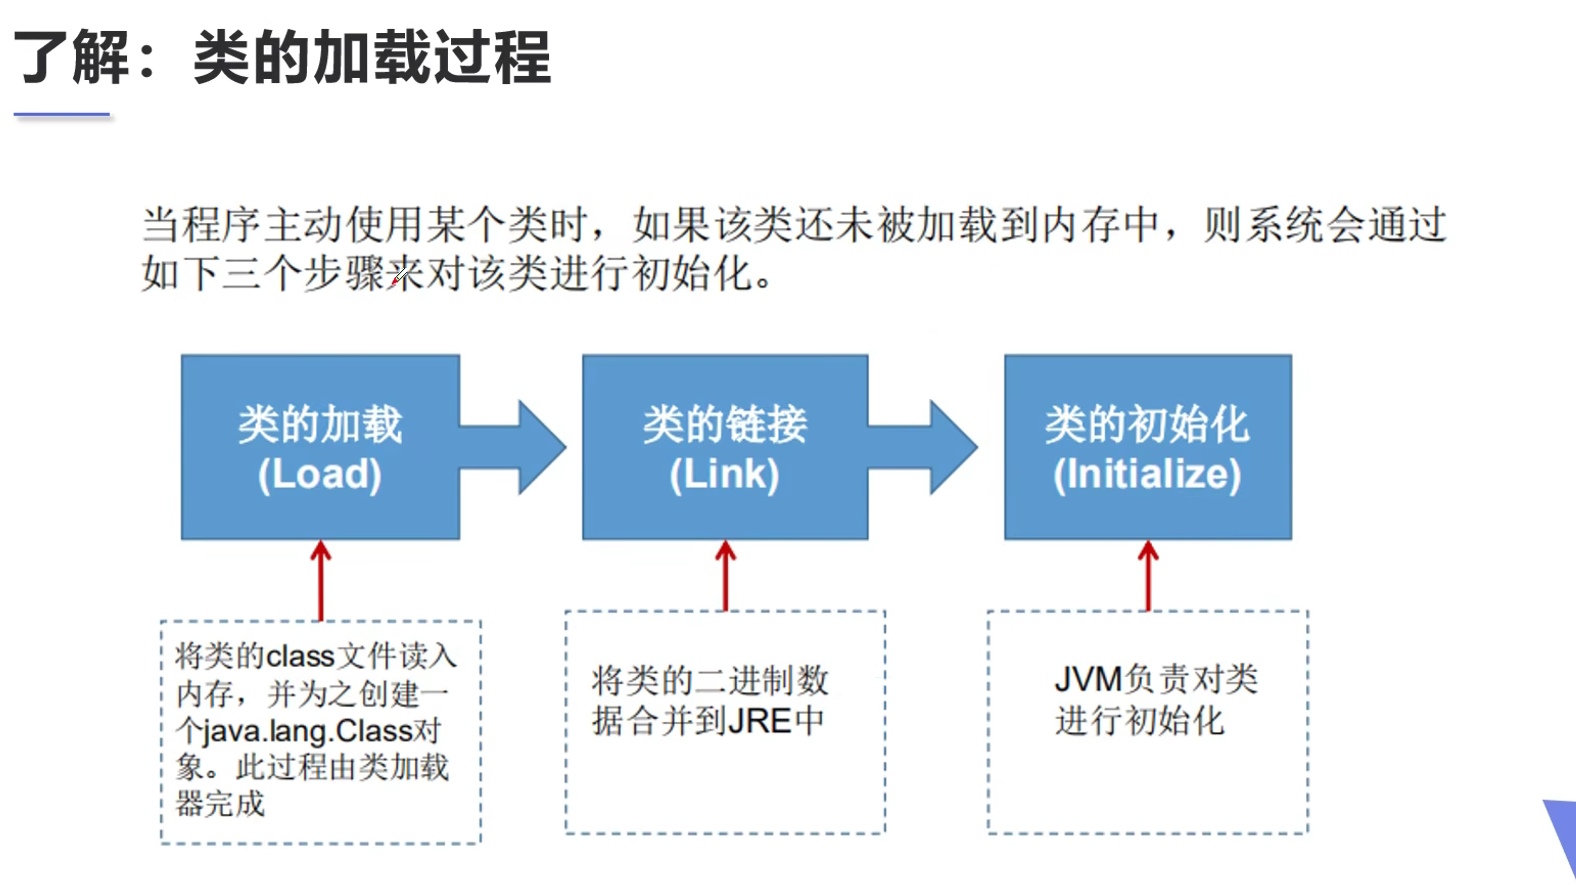 了解：类的加载过程
当程序主动使用某个类时，如果该类还未被加载到内存中，则系统会通过
如下三个步骤来对该类进行初始化。
类的加载
(Load)
类的链接
(Link)
类的初始化
(Initialize)
将类的class文件读入
内存，并为之创建一
个java.lang.Class对
象。此过程由类加载
器完成
将类的二进制数
据合并到JRE中
JVM负责对类
进行初始化